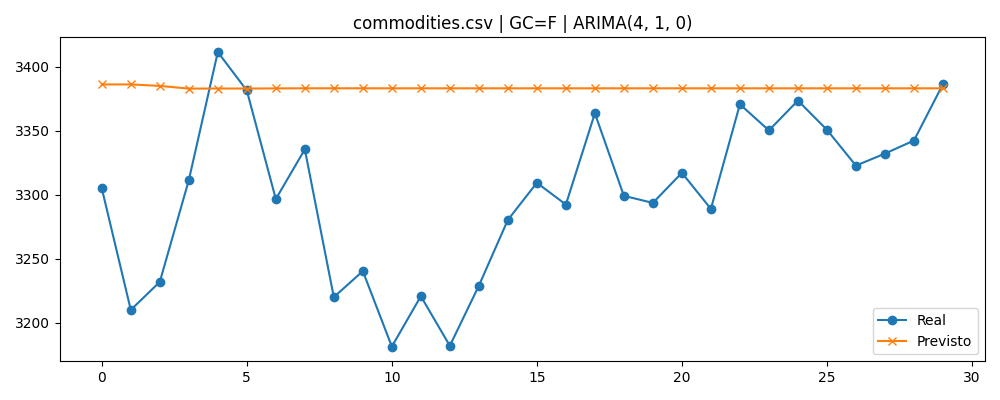 commodities.csv | GC=F | ARIMA(4, 1, 0)
3400
3350
3300
3250
3200
0 5 10 15 20 25 30
Real
Previsto